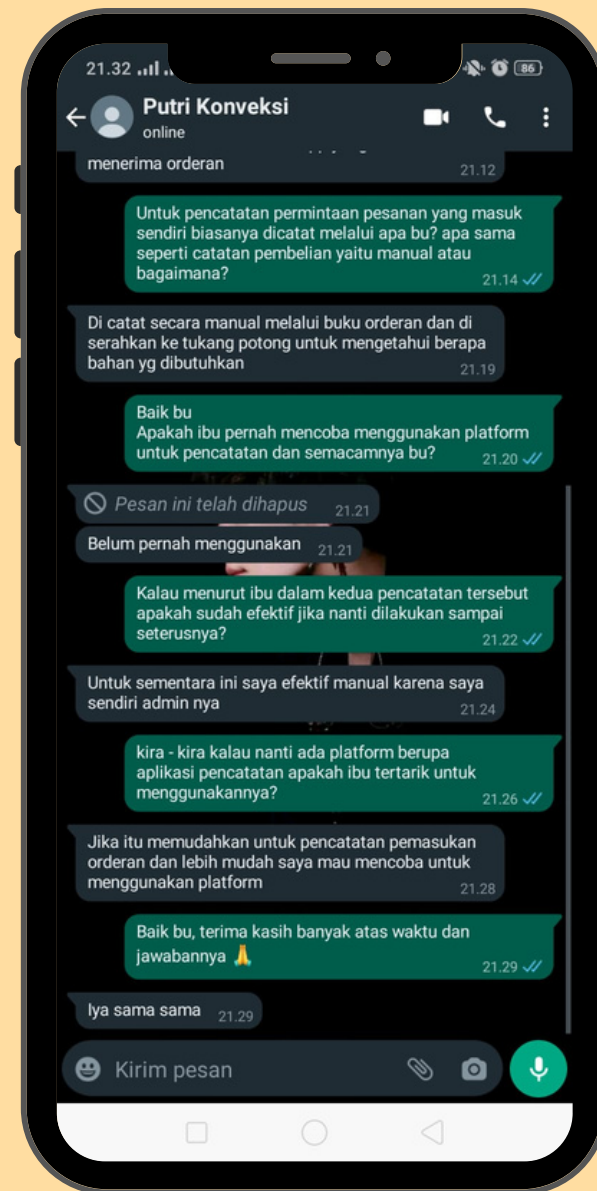 21.32
86
Putri Konveksi
online
menerima orderan
21.12
Untuk pencatatan permintaan pesanan yang masuk
sendiri biasanya dicatat melalui apa bu? apa sama
seperti catatan pembelian yaitu manual atau
bagaimana?
21.14
Di catat secara manual melalui buku orderan dan di
serahkan ke tukang potong untuk mengetahui berapa
bahan yg dibutuhkan
21.19
Baik bu
Apakah ibu pernah mencoba menggunakan platform
untuk pencatatan dan semacamnya bu?
21.20
Pesan ini telah dihapus
21.21
Belum pernah menggunakan
21.21
Kalau menurut ibu dalam kedua pencatatan tersebut
apakah sudah efektif jika nanti dilakukan sampai
seterusnya?
21.22
Untuk sementara ini saya efektif manual karena saya
sendiri admin nya
21.24
kira - kira kalau nanti ada platform berupa
aplikasi pencatatan apakah ibu tertarik untuk
menggunakannya?
21.26
Jika itu memudahkan untuk pencatatan pemasukan
orderan dan lebih mudah saya mau mencoba untuk
menggunakan platform
21.28
Baik bu, terima kasih banyak atas waktu dan
jawabannya 🙏
21.29
Iya sama sama
21.29
Kirim pesan